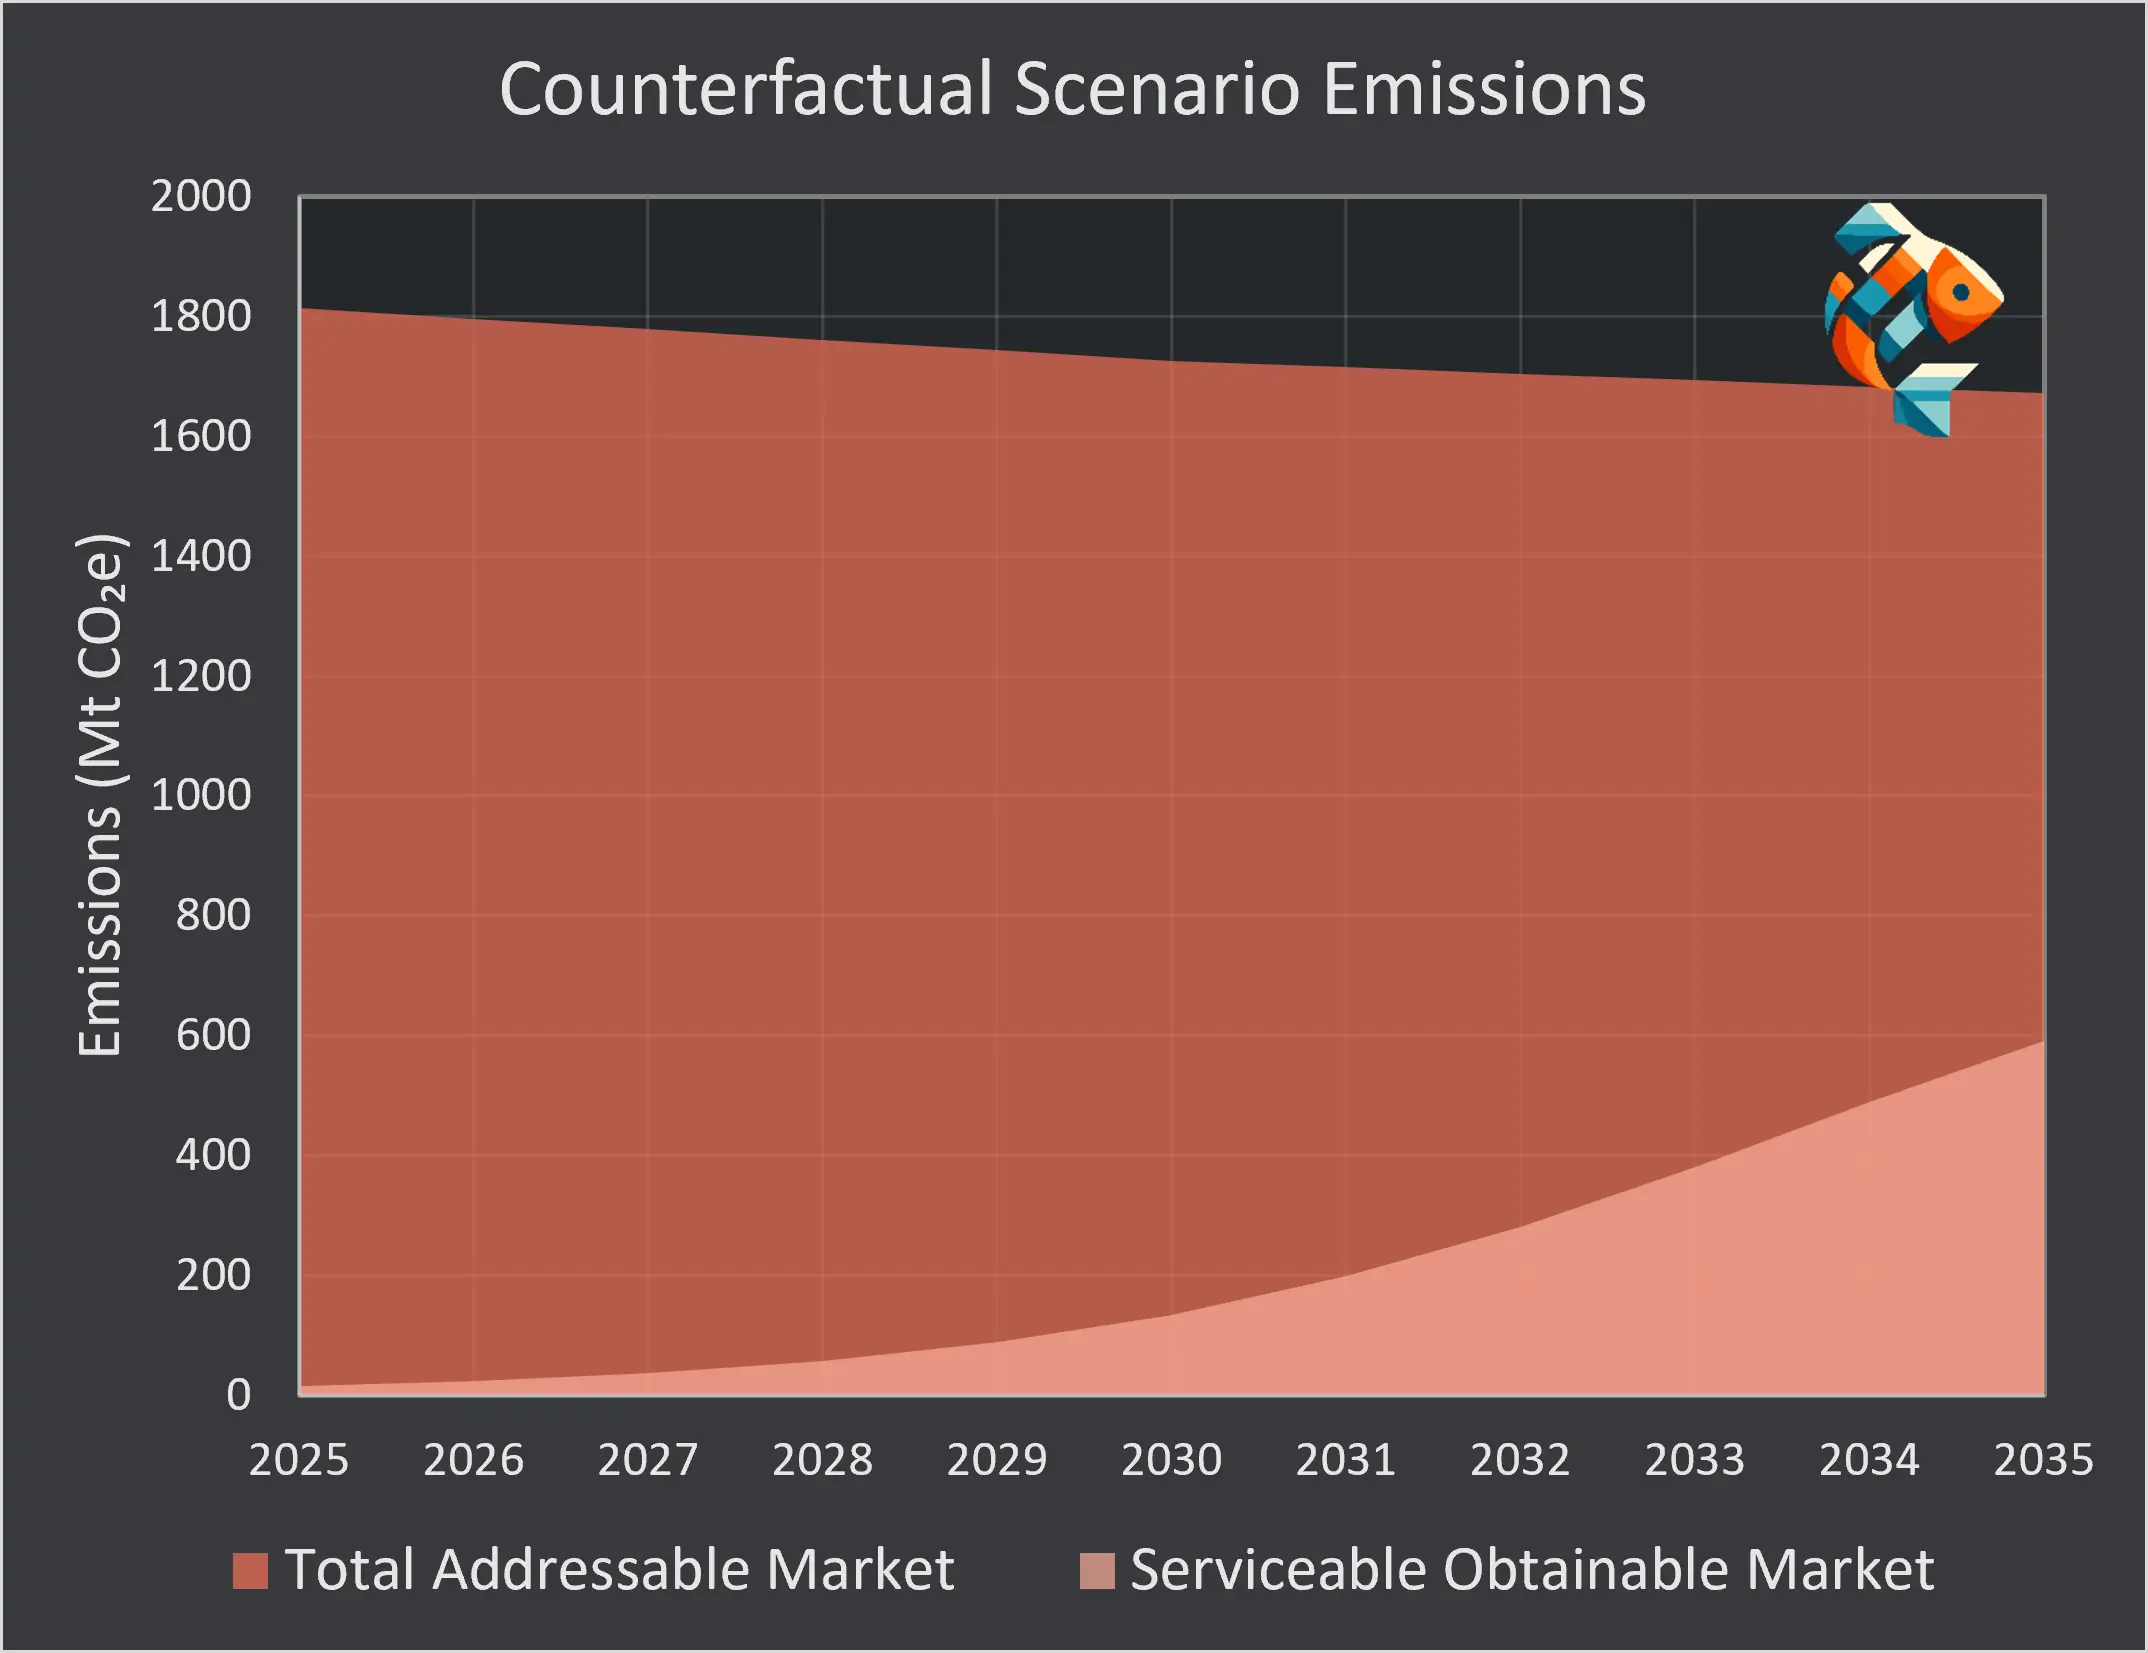 Counterfactual Scenario Emissions
2000
1800
1600
1400
1200
1000
800
600
400
200
0
Emissions (Mt CO₂e)
2025 2026 2027 2028 2029 2030 2031 2032 2033 2034 2035
Total Addressable Market Serviceable Obtainable Market